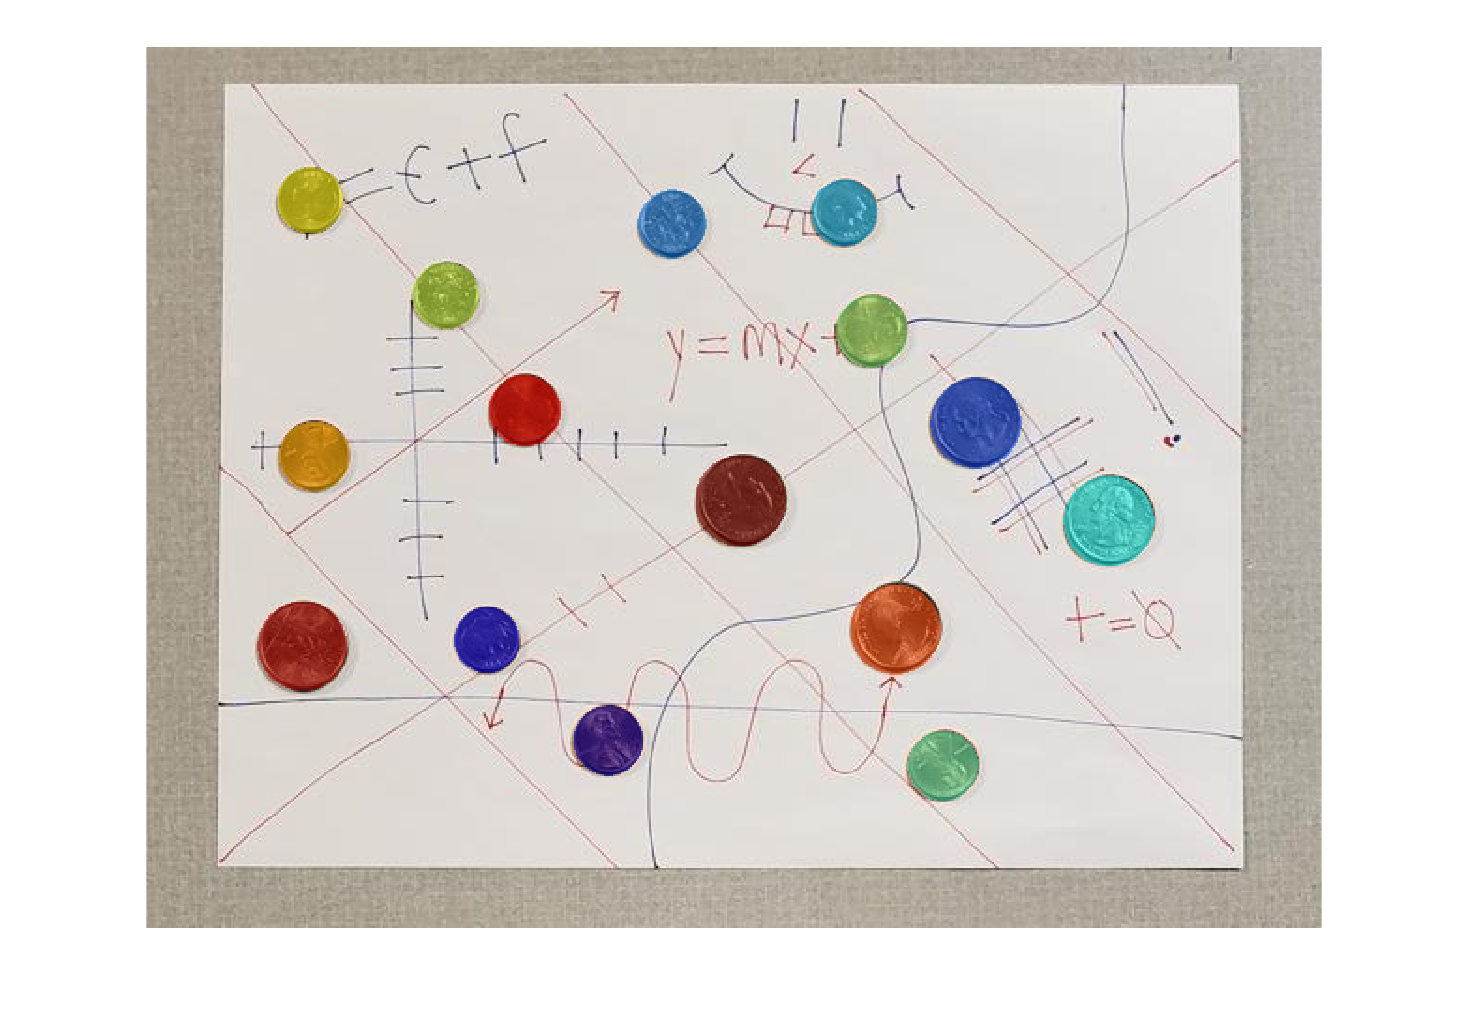 = E + f
y = mx +
t = 0